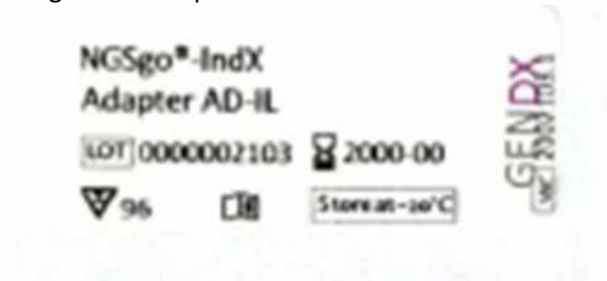 NGSgo®-IndX
Adapter AD-IL
LOT 0000002103 2000-00
96
Store at -20°C
GENDX